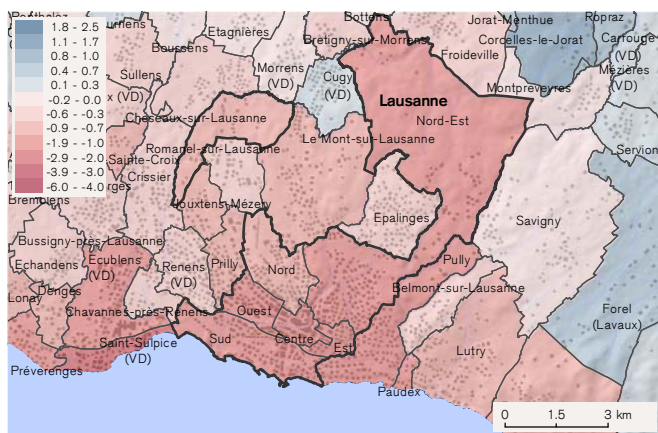 Bottens
Jorat-Menthue
Ropraz
1.8 - 2.5
1.1 - 1.7
0.8 - 1.0
0.4 - 0.7
0.1 - 0.3
-0.2 - 0.0
-0.6 - -0.3
-0.9 - -0.7
-1.9 - -1.0
-2.9 - -2.0
-3.9 - -3.0
-6.0 - -4.0
Etagnières
Boussens
Bretigny-sur-Morrens
Corcelles-le-Jorat
Carrouge
(VD)
Froideville
Sullens
Morrens
(VD)
Cugy
(VD)
Mézières
(VD)
Montpreveyres
Lausanne
Nord-Est
Cheseaux-sur-Lausanne
Le Mont-sur-Lausanne
Romanel-sur-Lausanne
Servion
Sainte-Croix
Crissier
Jouxtens-Mézery
Epalinges
Savigny
Bussigny-près-Lausanne
Echandens
Ecublens
(VD)
Renens
(VD)
Prilly
Nord
Pully
Belmont-sur-Lausanne
Denges
Lonay
Chavannes-près-Renens
Ouest
Forel
(Lavaux)
Saint-Sulpice
(VD)
Sud
Centre
Est
Lutry
Préverenges
Paudex
0 1.5 3 km